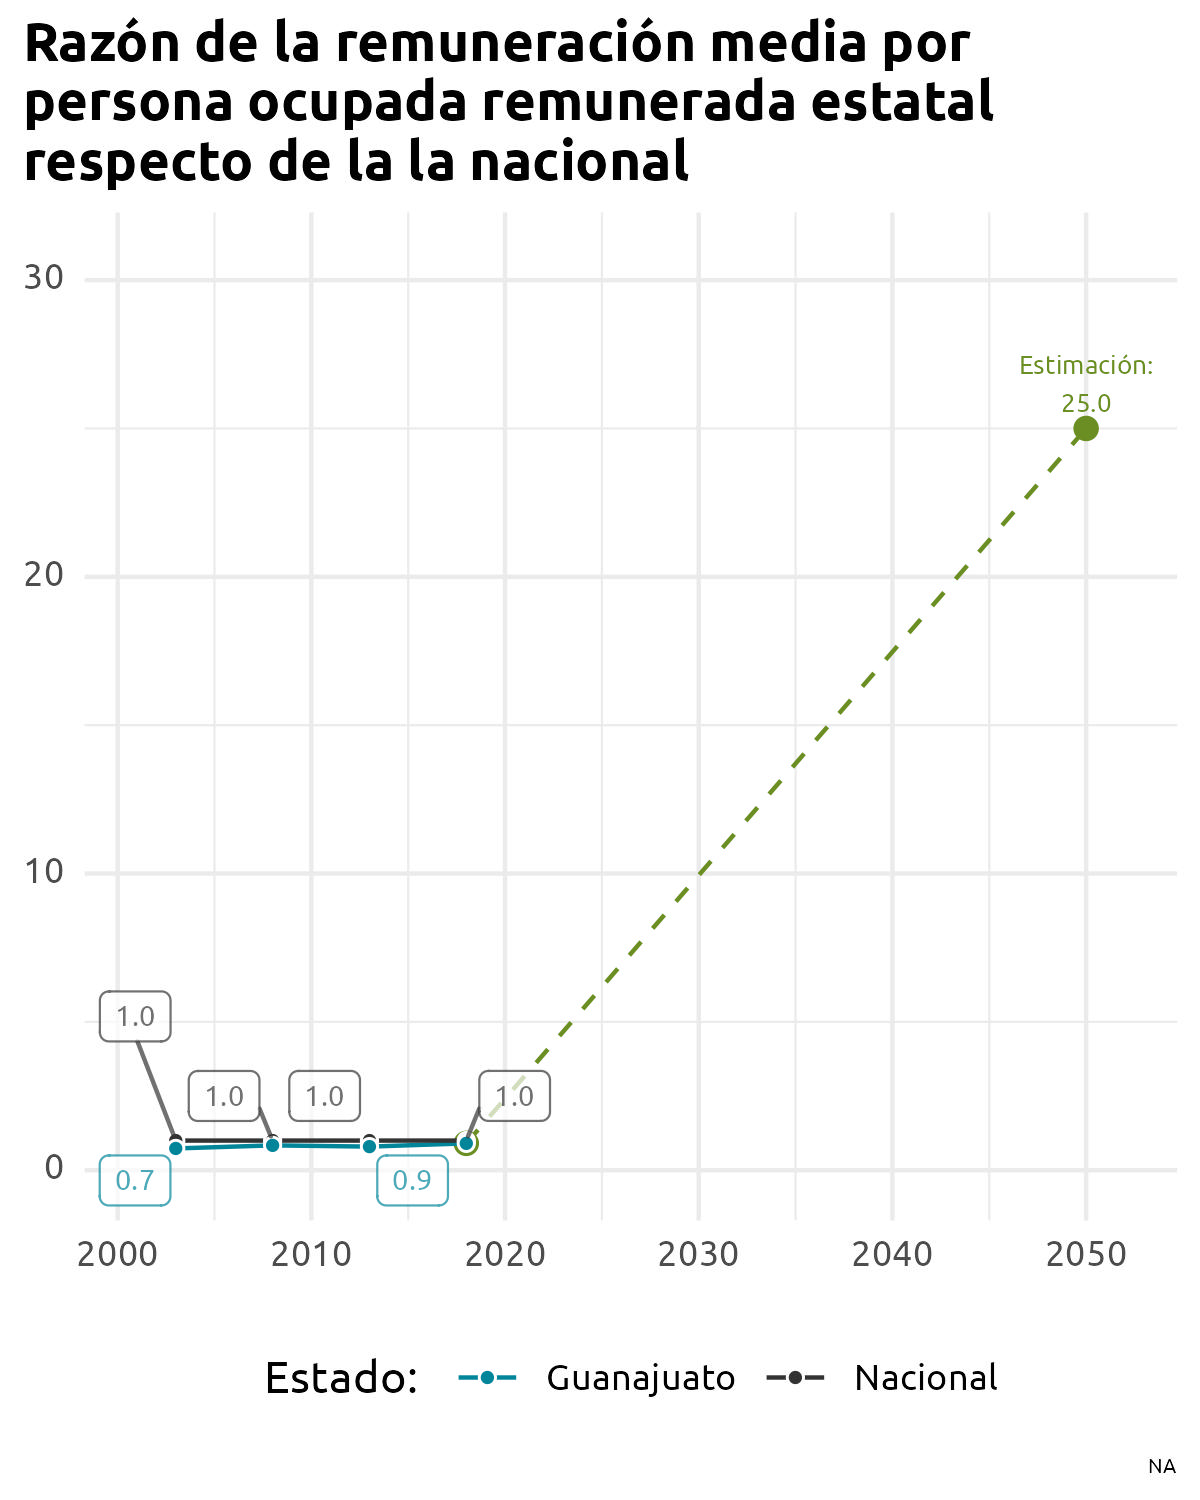 Razón de la remuneración media por
persona ocupada remunerada estatal
respecto de la la nacional
30
Estimación:
25.0
20
10
1.0
1.0
1.0
1.0
0
0.7
0.9
2000
2010
2020
2030
2040
2050
Estado:
Guanajuato
Nacional
NA